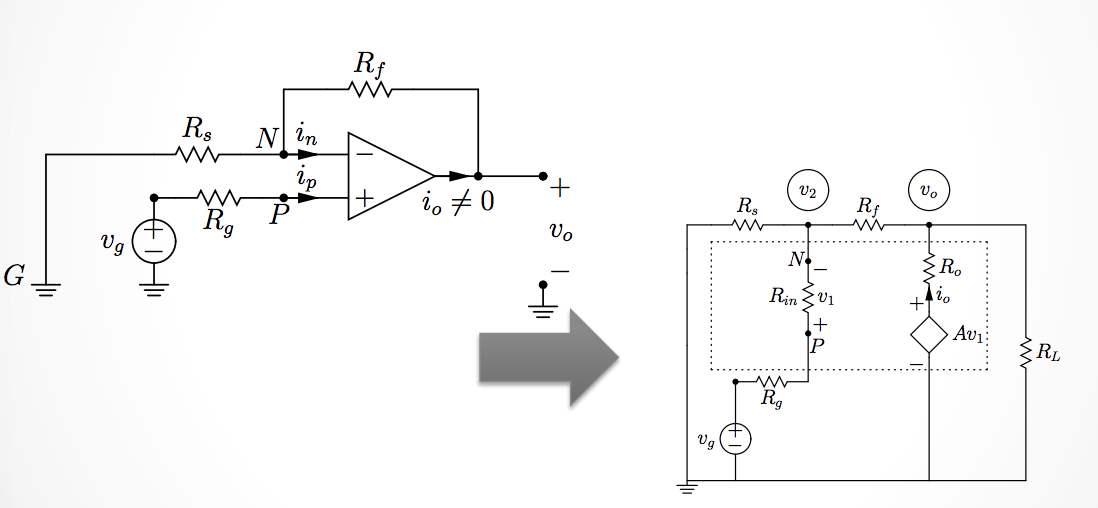 R_f
R_s
N
i_n
−
i_p
+
R_g
P
i_o ≠ 0
+
v_g
+
−
v_o
−
G
v_2
v_o
R_s
R_f
N
−
R_o
R_{in}
v_1
+
i_o
+
P
Av_1
−
R_L
R_g
v_g
+
−